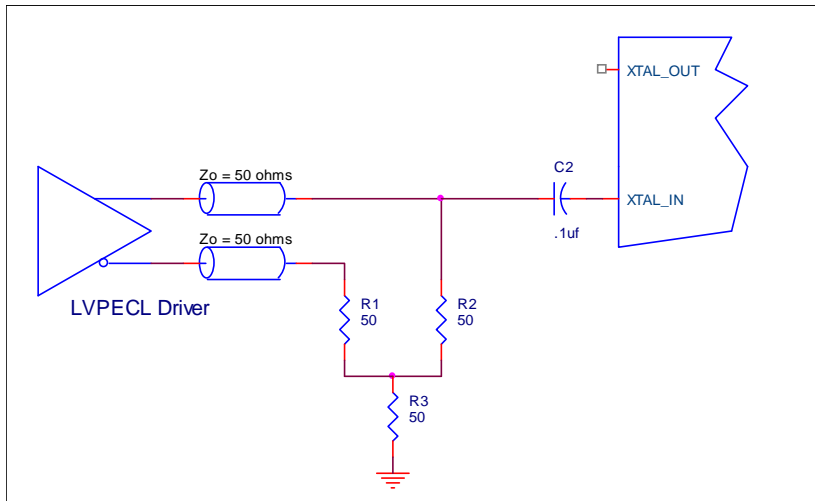 XTAL_OUT
C2
Zo = 50 ohms
XTAL_IN
.1uf
Zo = 50 ohms
LVPECL Driver
R1
50
R2
50
R3
50